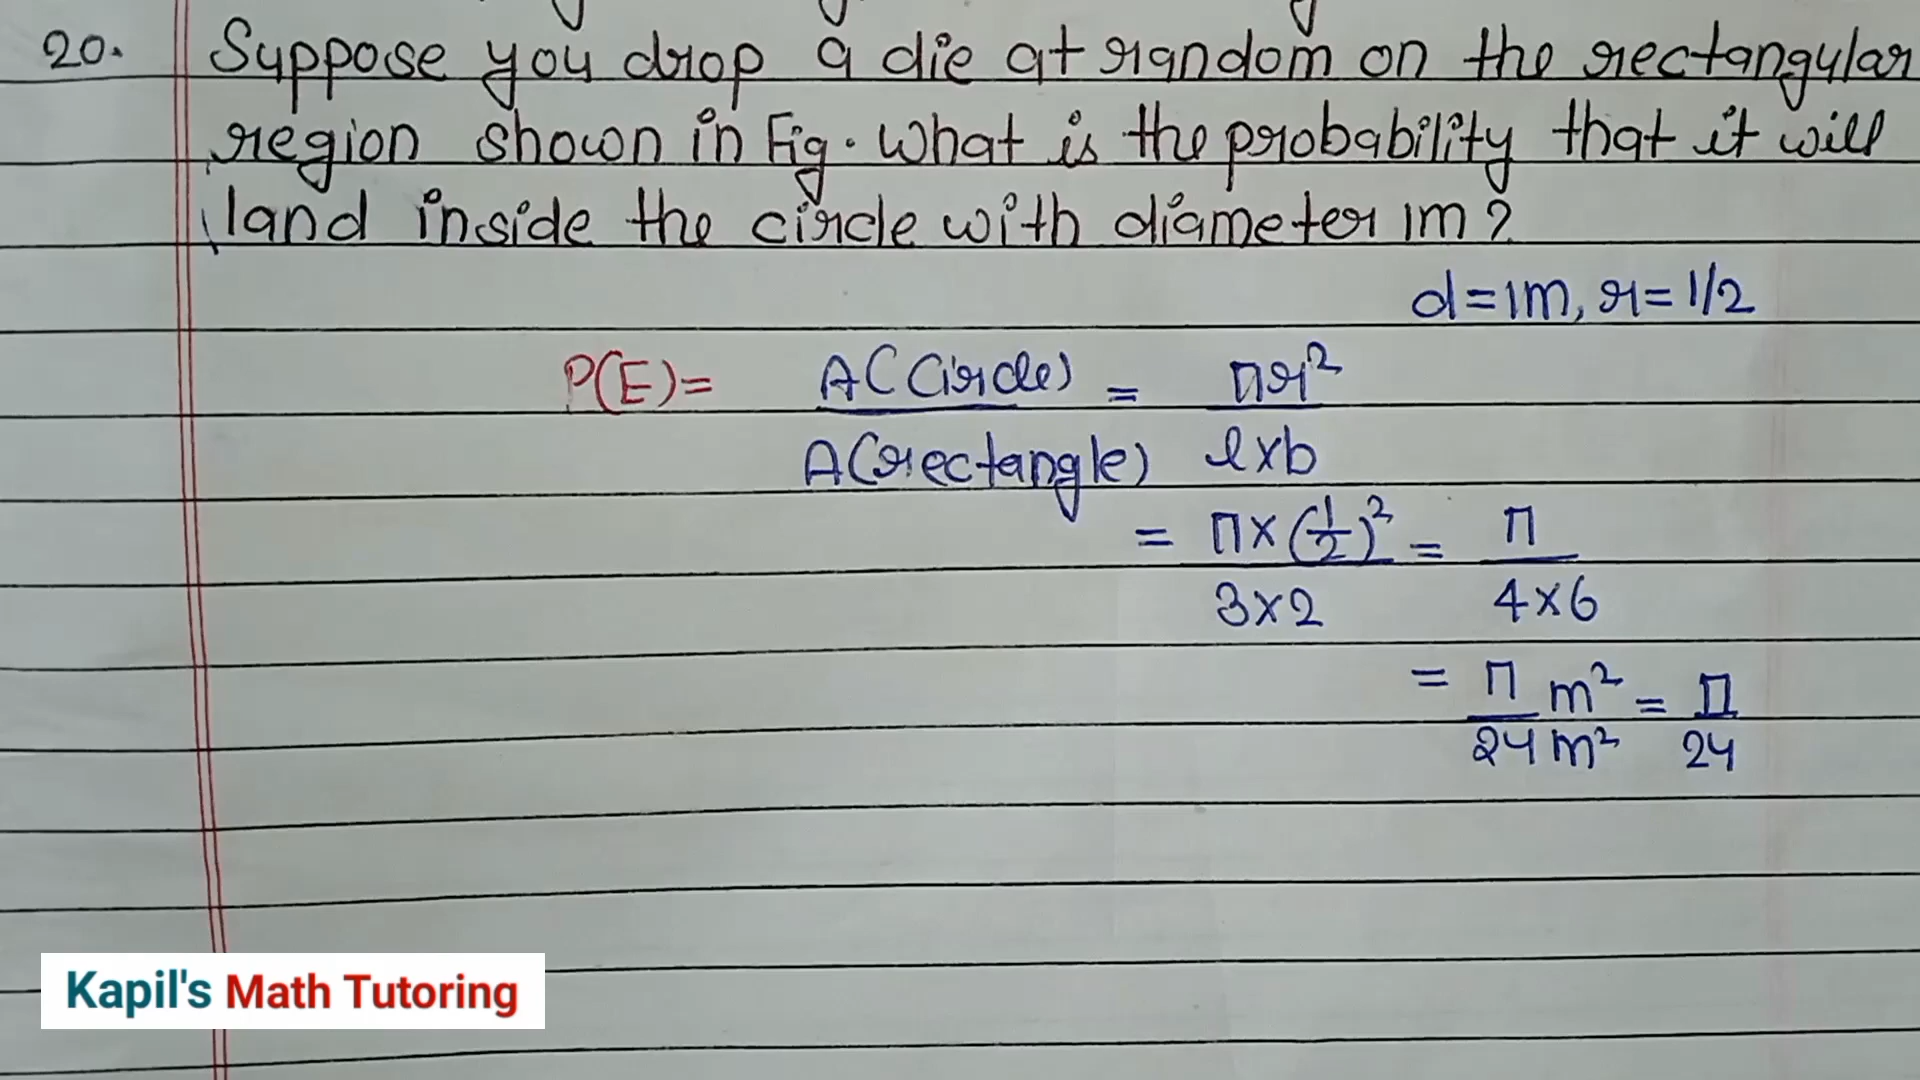 20. Suppose you drop a die at random on the rectangular
region shown in Fig. What is the probability that it will
land inside the circle with diameter 1m?
d=1m, r=1/2
P(E)= A(Circle) = πr²
A(rectangle) l×b
= π×(1/2)² = π
3×2 4×6
= π m² = π
24 m² 24
Kapil's Math Tutoring